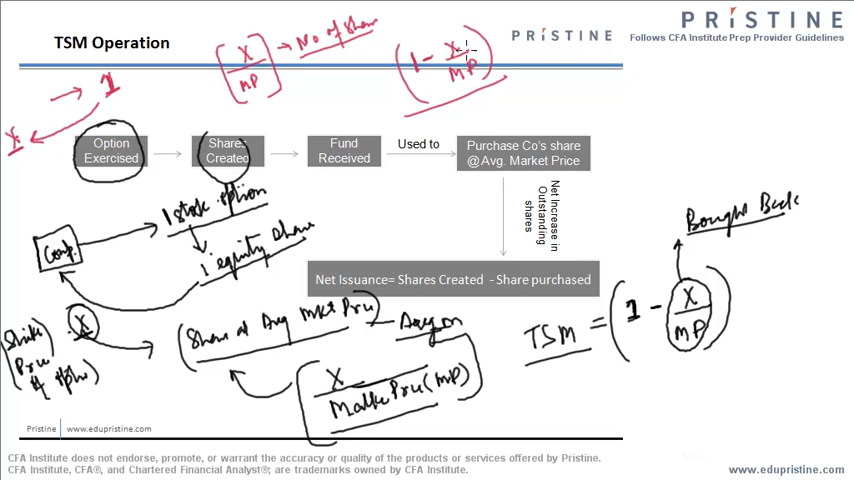 PRÍSTINE
Follows CFA Institute Prep Provider Guidelines
PRÍSTINE
TSM Operation
[X / MP] → No of share
(1 - X / MP)
→ 1
X
Option Exercised
Shares Created
Fund Received
Used to
Purchase Co's share @Avg. Market Price
Net Increase in Outstanding shares
Bought Back
1 stock option
1 equity share
Comp.
Net Issuance= Shares Created - Share purchased
Strike Price of
X
(Share at Avg mkt Price)
X / Market Price (MP)
TSM = (1 - X / MP)
Pristine
www.edupristine.com
CFA Institute does not endorse, promote, or warrant the accuracy or quality of the products or services offered by Pristine.
CFA Institute, CFA®, and Chartered Financial Analyst®; are trademarks owned by CFA Institute.
www.edupristine.com